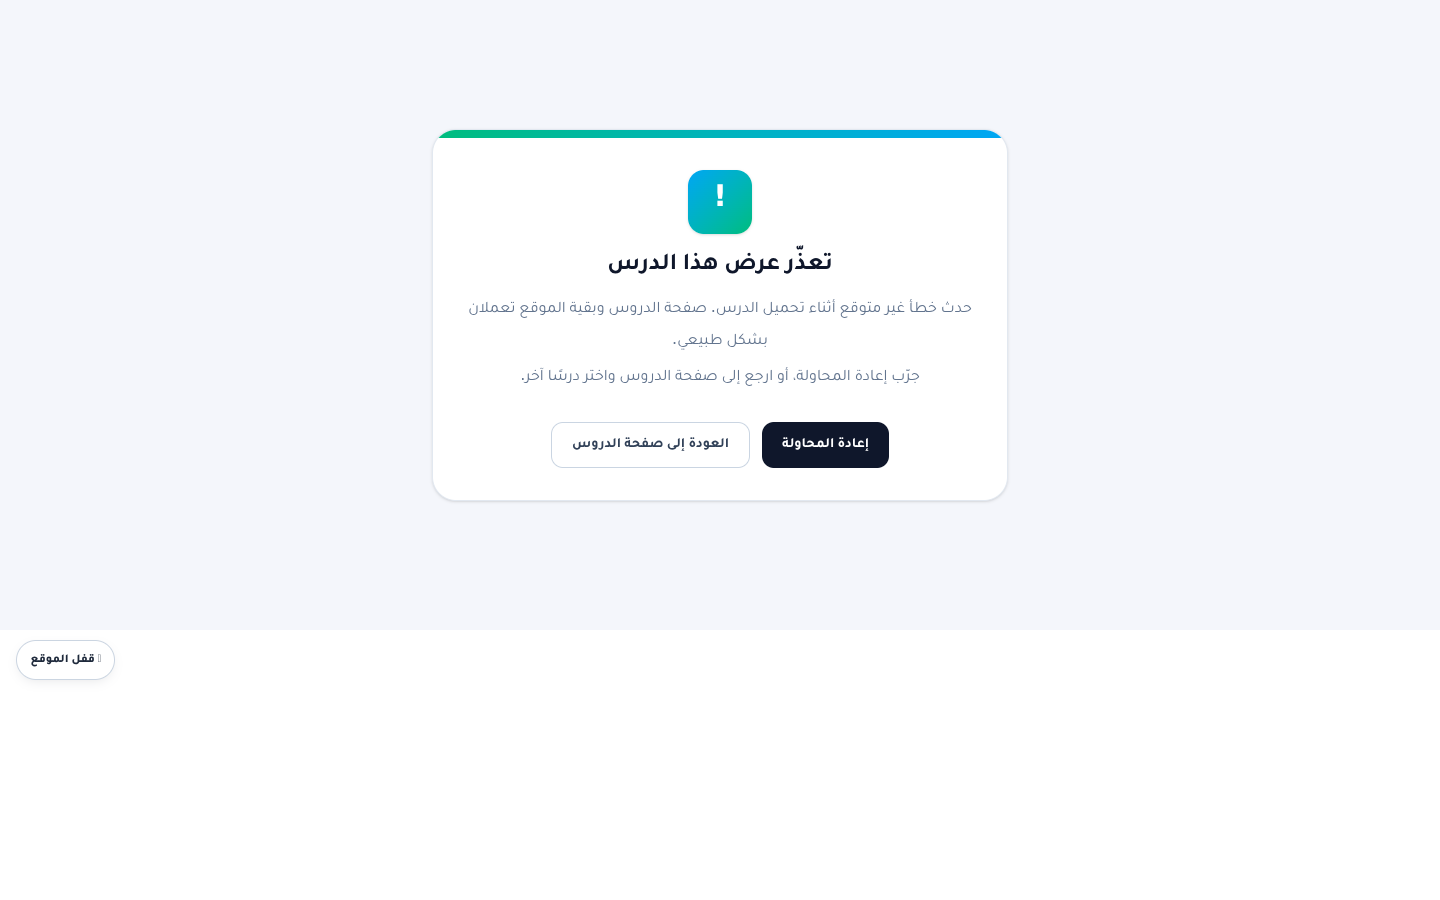 !
تعذّر عرض هذا الدرس
حدث خطأ غير متوقع أثناء تحميل الدرس. صفحة الدروس وبقية الموقع تعملان
بشكل طبيعي.
جرّب إعادة المحاولة، أو ارجع إلى صفحة الدروس واختر درسًا آخر.
إعادة المحاولة
العودة إلى صفحة الدروس
قفل الموقع